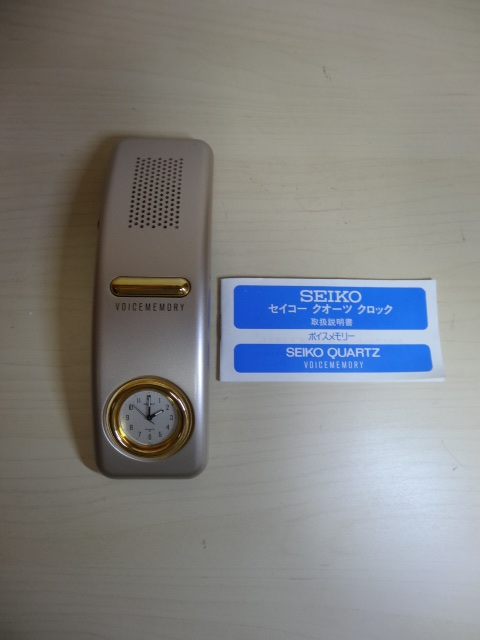 VOICEMEMORY
SEIKO
セイコー クオーツ クロック
取扱説明書
ボイスメモリー
SEIKO QUARTZ
VOICEMEMORY